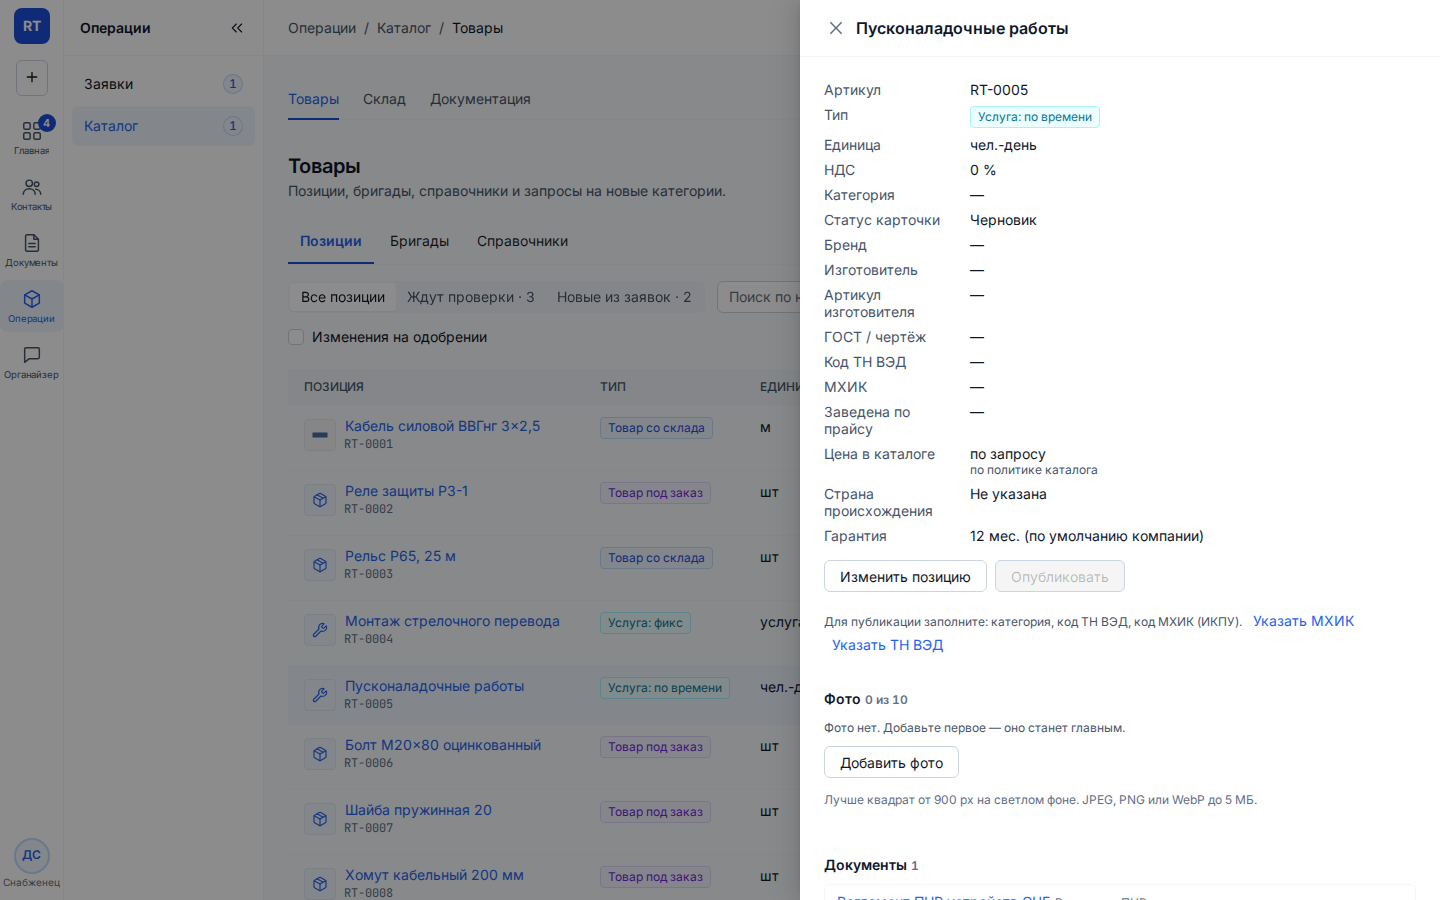 RT
Операции
Операции / Каталог / Товары
Пусконаладочные работы
Заявки 1
Каталог 1
4
Главная
Контакты
Документы
Операции
Органайзер
ДС
Снабженец
Товары Склад Документация
Товары
Позиции, бригады, справочники и запросы на новые категории.
Позиции Бригады Справочники
Все позиции Ждут проверки · 3 Новые из заявок · 2 Поиск по
Изменения на одобрении
ПОЗИЦИЯ ТИП
Кабель силовой ВВГнг 3×2,5 Товар со склада м
RT-0001
Реле защиты РЗ-1 Товар под заказ шт
RT-0002
Рельс Р65, 25 м Товар со склада шт
RT-0003
Монтаж стрелочного перевода Услуга: фикс услуга
RT-0004
Пусконаладочные работы Услуга: по времени чел.-д
RT-0005
Болт М20×80 оцинкованный Товар под заказ шт
RT-0006
Шайба пружинная 20 Товар под заказ шт
RT-0007
Хомут кабельный 200 мм Товар под заказ шт
RT-0008
Артикул RT-0005
Тип Услуга: по времени
Единица чел.-день
НДС 0 %
Категория —
Статус карточки Черновик
Бренд —
Изготовитель —
Артикул —
изготовителя
ГОСТ / чертёж —
Код ТН ВЭД —
МХИК —
Заведена по —
прайсу
Цена в каталоге по запросу
по политике каталога
Страна Не указана
происхождения
Гарантия 12 мес. (по умолчанию компании)
Изменить позицию Опубликовать
Для публикации заполните: категория, код ТН ВЭД, код МХИК (ИКПУ). Указать МХИК
Указать ТН ВЭД
Фото 0 из 10
Фото нет. Добавьте первое — оно станет главным.
Добавить фото
Лучше квадрат от 900 px на светлом фоне. JPEG, PNG или WebP до 5 МБ.
Документы 1